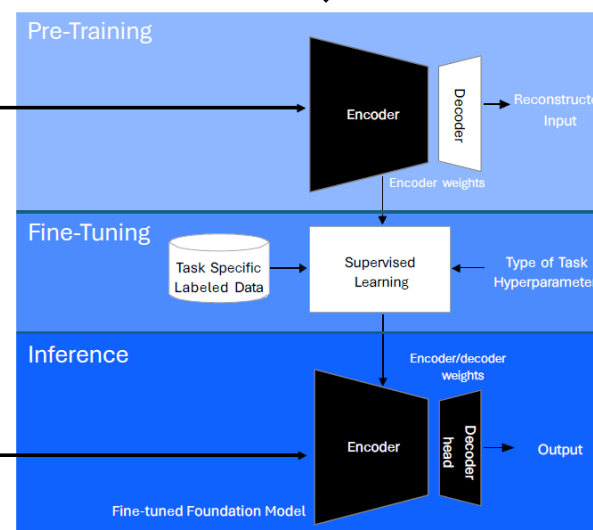 Pre-Training
Encoder
Decoder
Reconstructe
Input
Encoder weights
Fine-Tuning
Task Specific
Labeled Data
Supervised
Learning
Type of Task
Hyperparameter
Inference
Encoder/decoder
weights
Encoder
Decoder
head
Output
Fine-tuned Foundation Model